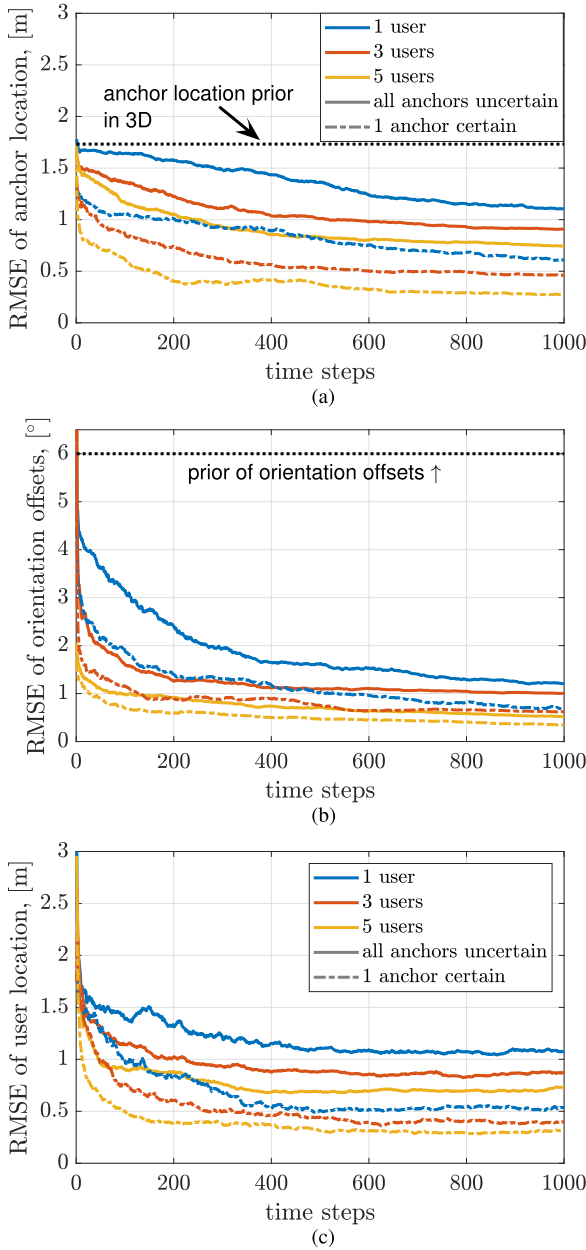 3
2.5
2
1.5
1
0.5
0
RMSE of anchor location, [m]
1 user
3 users
5 users
all anchors uncertain
1 anchor certain
anchor location prior
in 3D
0 200 400 600 800 1000
time steps
(a)
6
5
4
3
2
1
0
RMSE of orientation offsets, [°]
prior of orientation offsets ↑
0 200 400 600 800 1000
time steps
(b)
3
2.5
2
1.5
1
0.5
0
RMSE of user location, [m]
1 user
3 users
5 users
all anchors uncertain
1 anchor certain
0 200 400 600 800 1000
time steps
(c)